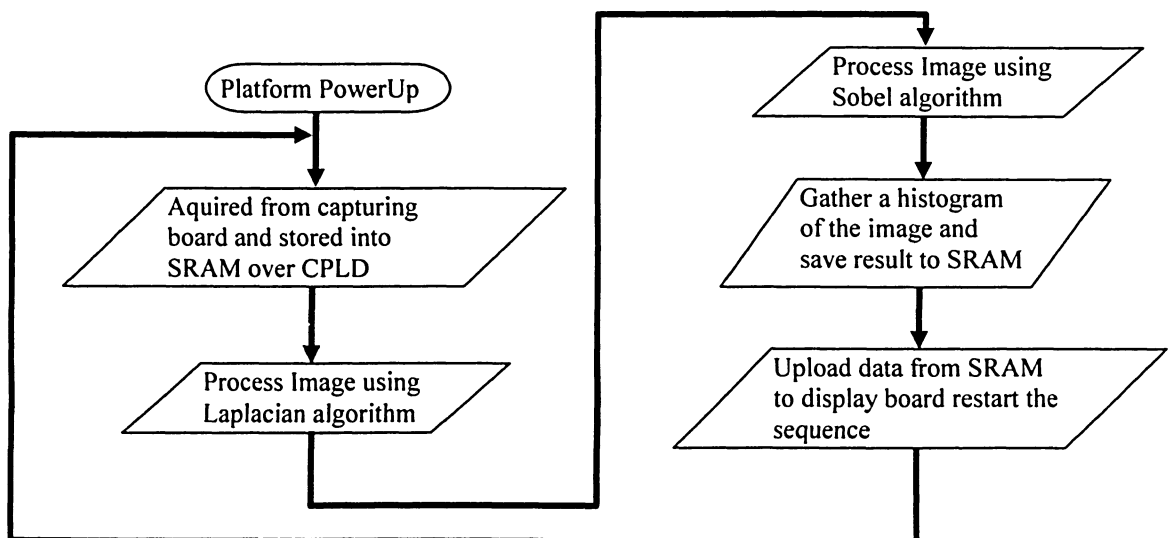 Platform PowerUp
Aquired from capturing
board and stored into
SRAM over CPLD
Process Image using
Laplacian algorithm
Process Image using
Sobel algorithm
Gather a histogram
of the image and
save result to SRAM
Upload data from SRAM
to display board restart the
sequence